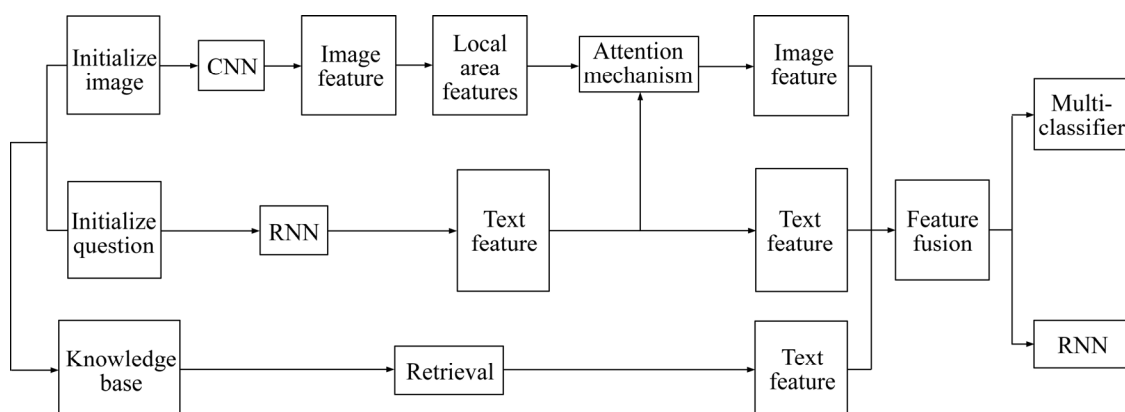 Initialize
image
CNN
Image
feature
Local
area
features
Attention
mechanism
Image
feature
Multi-
classifier
Initialize
question
RNN
Text
feature
Text
feature
Feature
fusion
Knowledge
base
Retrieval
Text
feature
RNN